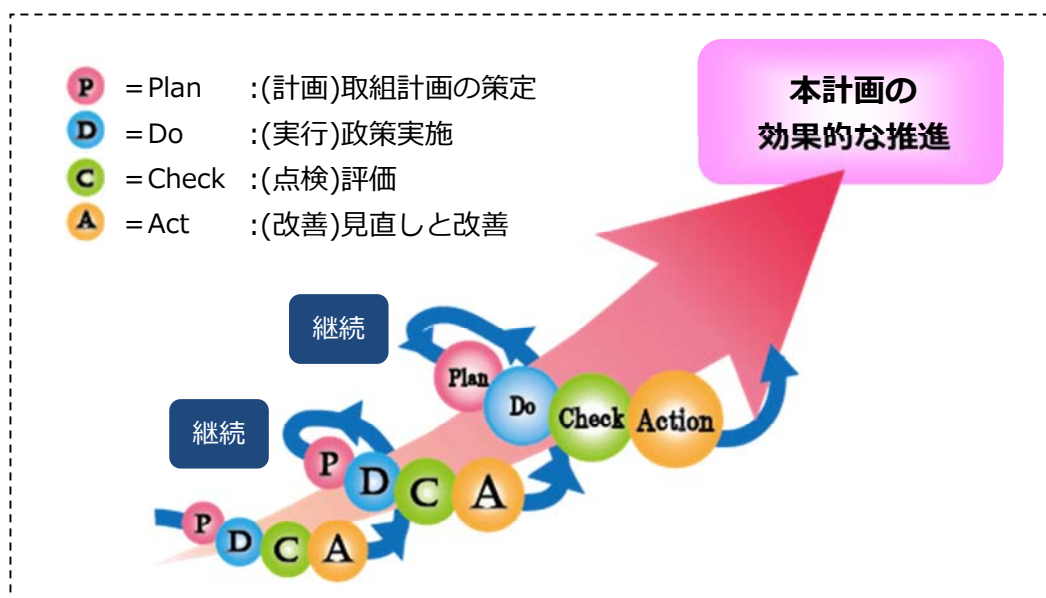 P =Plan :(計画)取組計画の策定
D =Do :(実行)政策実施
C =Check :(点検)評価
A =Act :(改善)見直しと改善
本計画の
効果的な推進
継続
Plan Do Check Action
継続
P D C A
P D C A